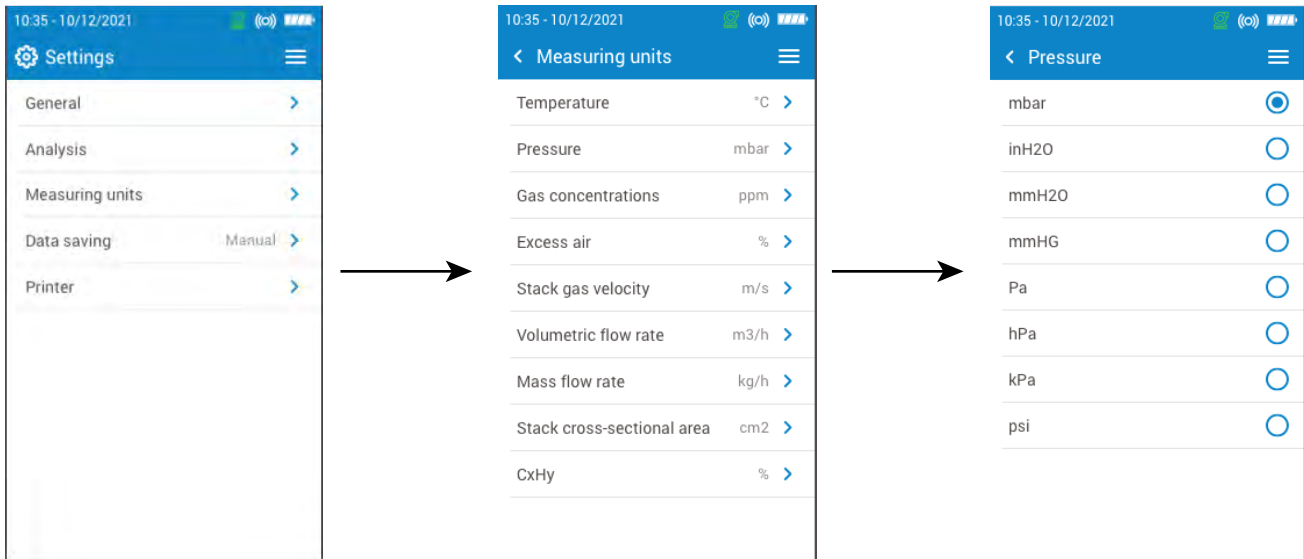 10:35 - 10/12/2021
Settings
General
Analysis
Measuring units
Data saving Manual
Printer
10:35 - 10/12/2021
Measuring units
Temperature °C
Pressure mbar
Gas concentrations ppm
Excess air %
Stack gas velocity m/s
Volumetric flow rate m3/h
Mass flow rate kg/h
Stack cross-sectional area cm2
CxHy %
10:35 - 10/12/2021
Pressure
mbar
inH2O
mmH2O
mmHG
Pa
hPa
kPa
psi